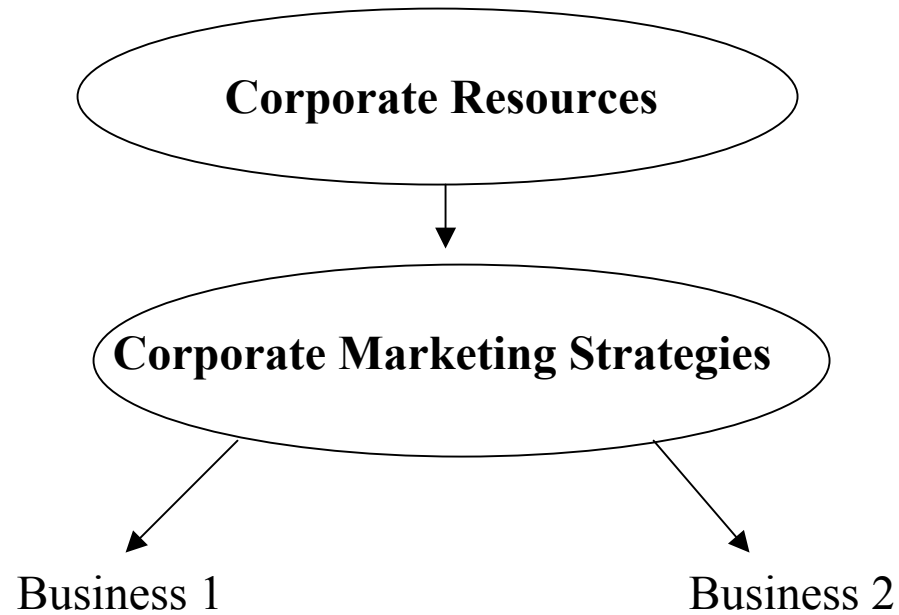 Corporate Resources
Corporate Marketing Strategies
Business 1
Business 2